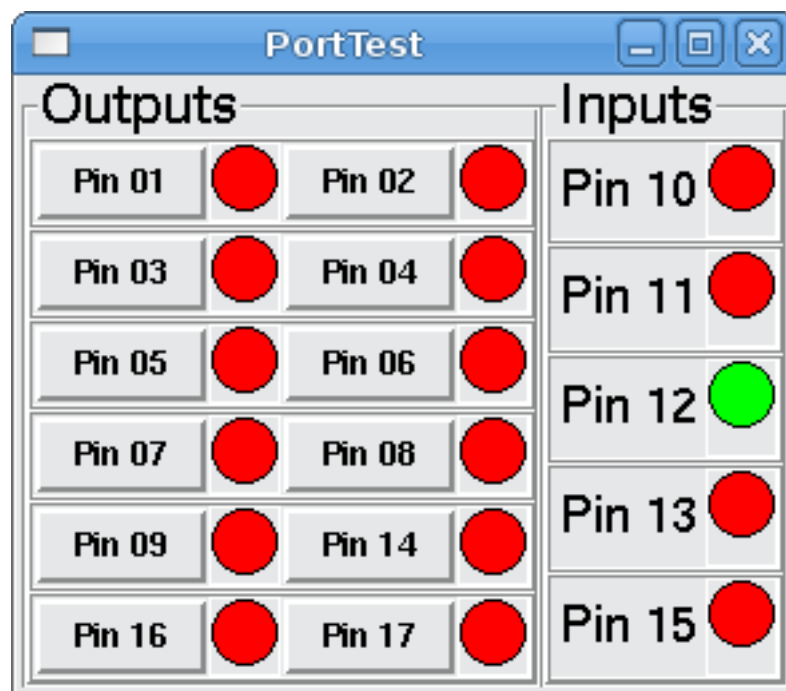 PortTest
Outputs
Pin 01 Pin 02
Pin 03 Pin 04
Pin 05 Pin 06
Pin 07 Pin 08
Pin 09 Pin 14
Pin 16 Pin 17
Inputs
Pin 10
Pin 11
Pin 12
Pin 13
Pin 15